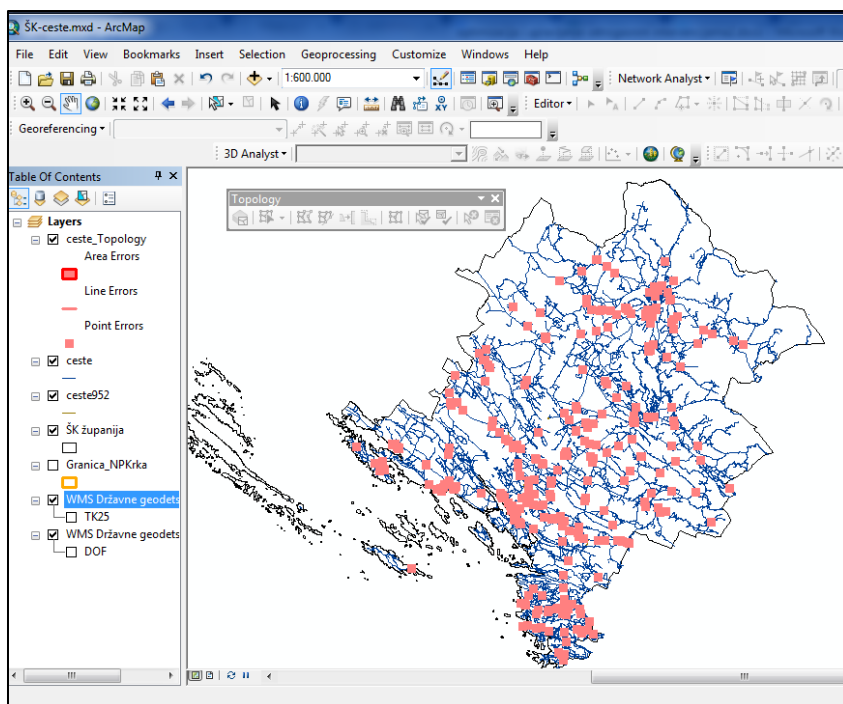 ŠK-ceste.mxd - ArcMap
File Edit View Bookmarks Insert Selection Geoprocessing Customize Windows Help
1:600.000 Network Analyst
Editor
Georeferencing
3D Analyst
Table Of Contents
Topology
Layers
ceste_Topology
Area Errors
Line Errors
Point Errors
ceste
ceste952
ŠK županija
Granica_NPKrka
WMS Državne geodets
TK25
WMS Državne geodets
DOF